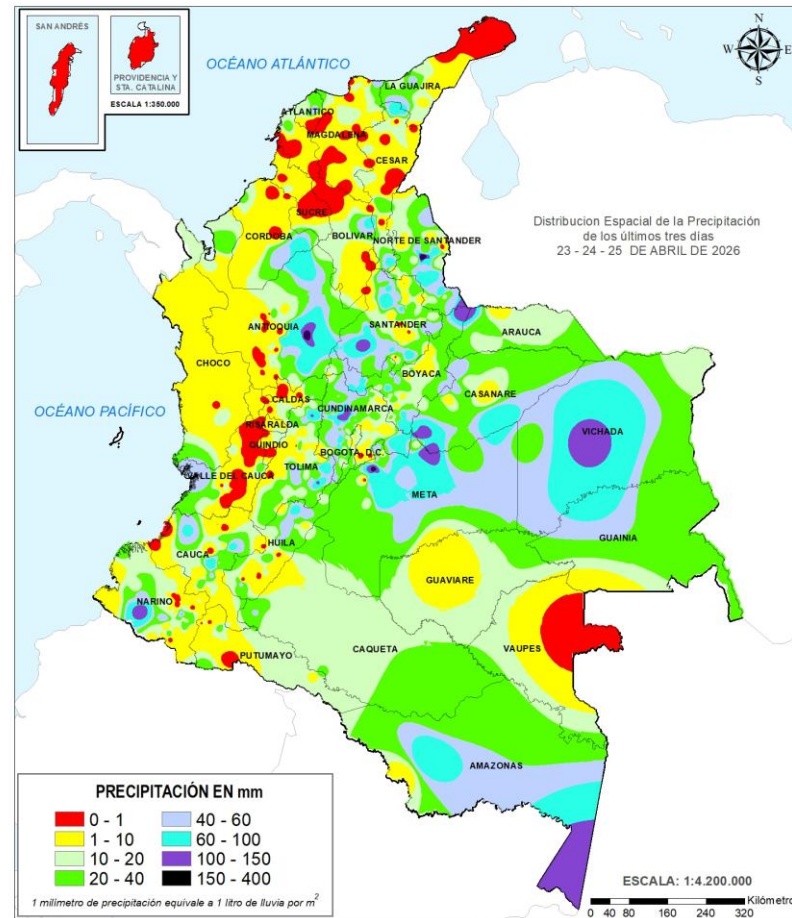 SAN ANDRÉS
PROVIDENCIA Y
STA. CATALINA
ESCALA 1:350.000
OCÉANO ATLÁNTICO
N
W
E
S
LA GUAJIRA
ATLANTICO
MAGDALENA
CESAR
SUCRE
CORDOBA
BOLIVAR
NORTE DE SANTANDER
Distribucion Espacial de la Precipitación
de los últimos tres días
23 - 24 - 25 DE ABRIL DE 2026
ANTIOQUIA
SANTANDER
ARAUCA
CHOCO
BOYACA
CASANARE
CALDAS
CUNDINAMARCA
OCÉANO PACÍFICO
RISARALDA
QUINDIO
BOGOTA, D.C.
VICHADA
TOLIMA
VALLE DEL CAUCA
META
GUAINIA
HUILA
CAUCA
GUAVIARE
NARIÑO
VAUPES
CAQUETA
PUTUMAYO
AMAZONAS
PRECIPITACIÓN EN mm
0 - 1
40 - 60
1 - 10
60 - 100
10 - 20
100 - 150
20 - 40
150 - 400
1 milímetro de precipitación equivale a 1 litro de lluvia por m²
ESCALA: 1:4.200.000
Kilómetro
40 80 160 240 320